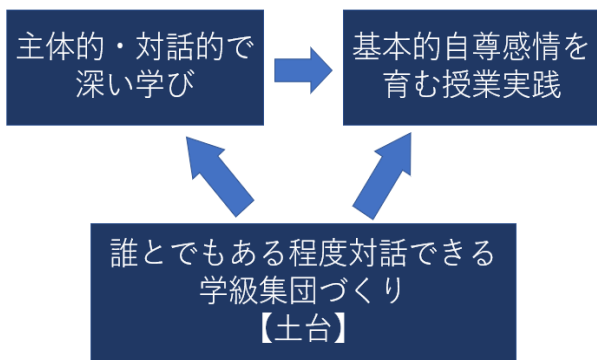 主体的・対話的で
深い学び
基本的自尊感情を
育む授業実践
誰とでもある程度対話できる
学級集団づくり
【土台】